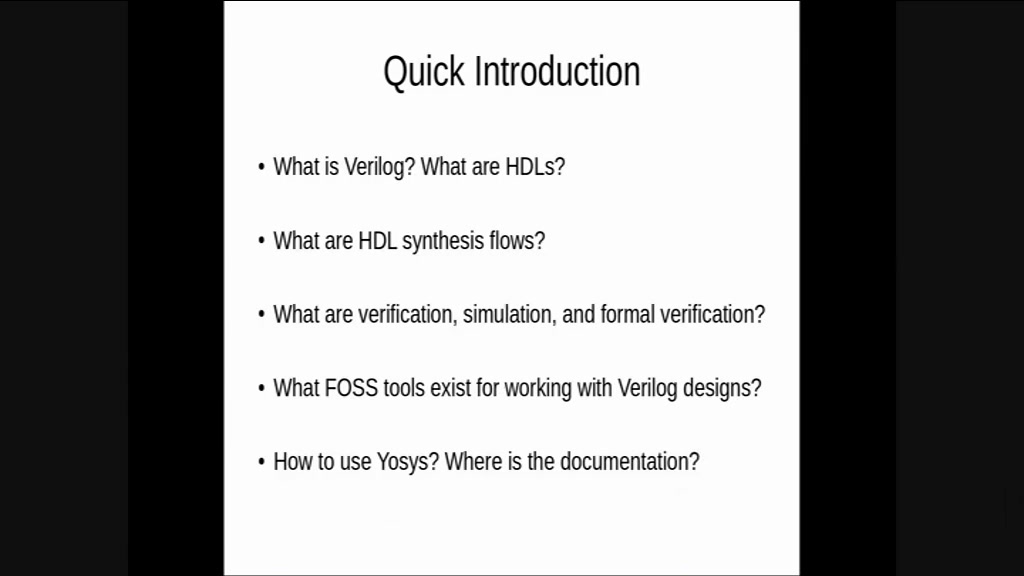 Quick Introduction
• What is Verilog? What are HDLs?
• What are HDL synthesis flows?
• What are verification, simulation, and formal verification?
• What FOSS tools exist for working with Verilog designs?
• How to use Yosys? Where is the documentation?